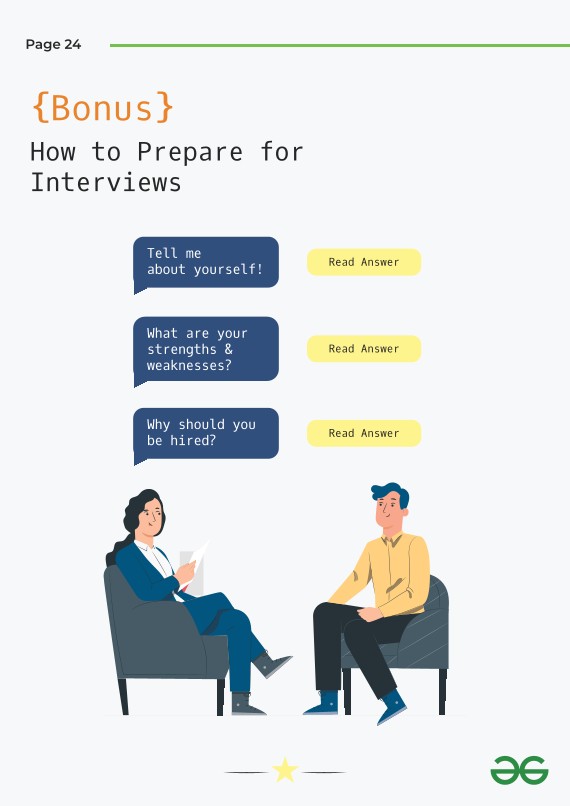 Page 24
{Bonus}
How to Prepare for
Interviews
Tell me
about yourself!
Read Answer
What are your
strengths &
weaknesses?
Read Answer
Why should you
be hired?
Read Answer